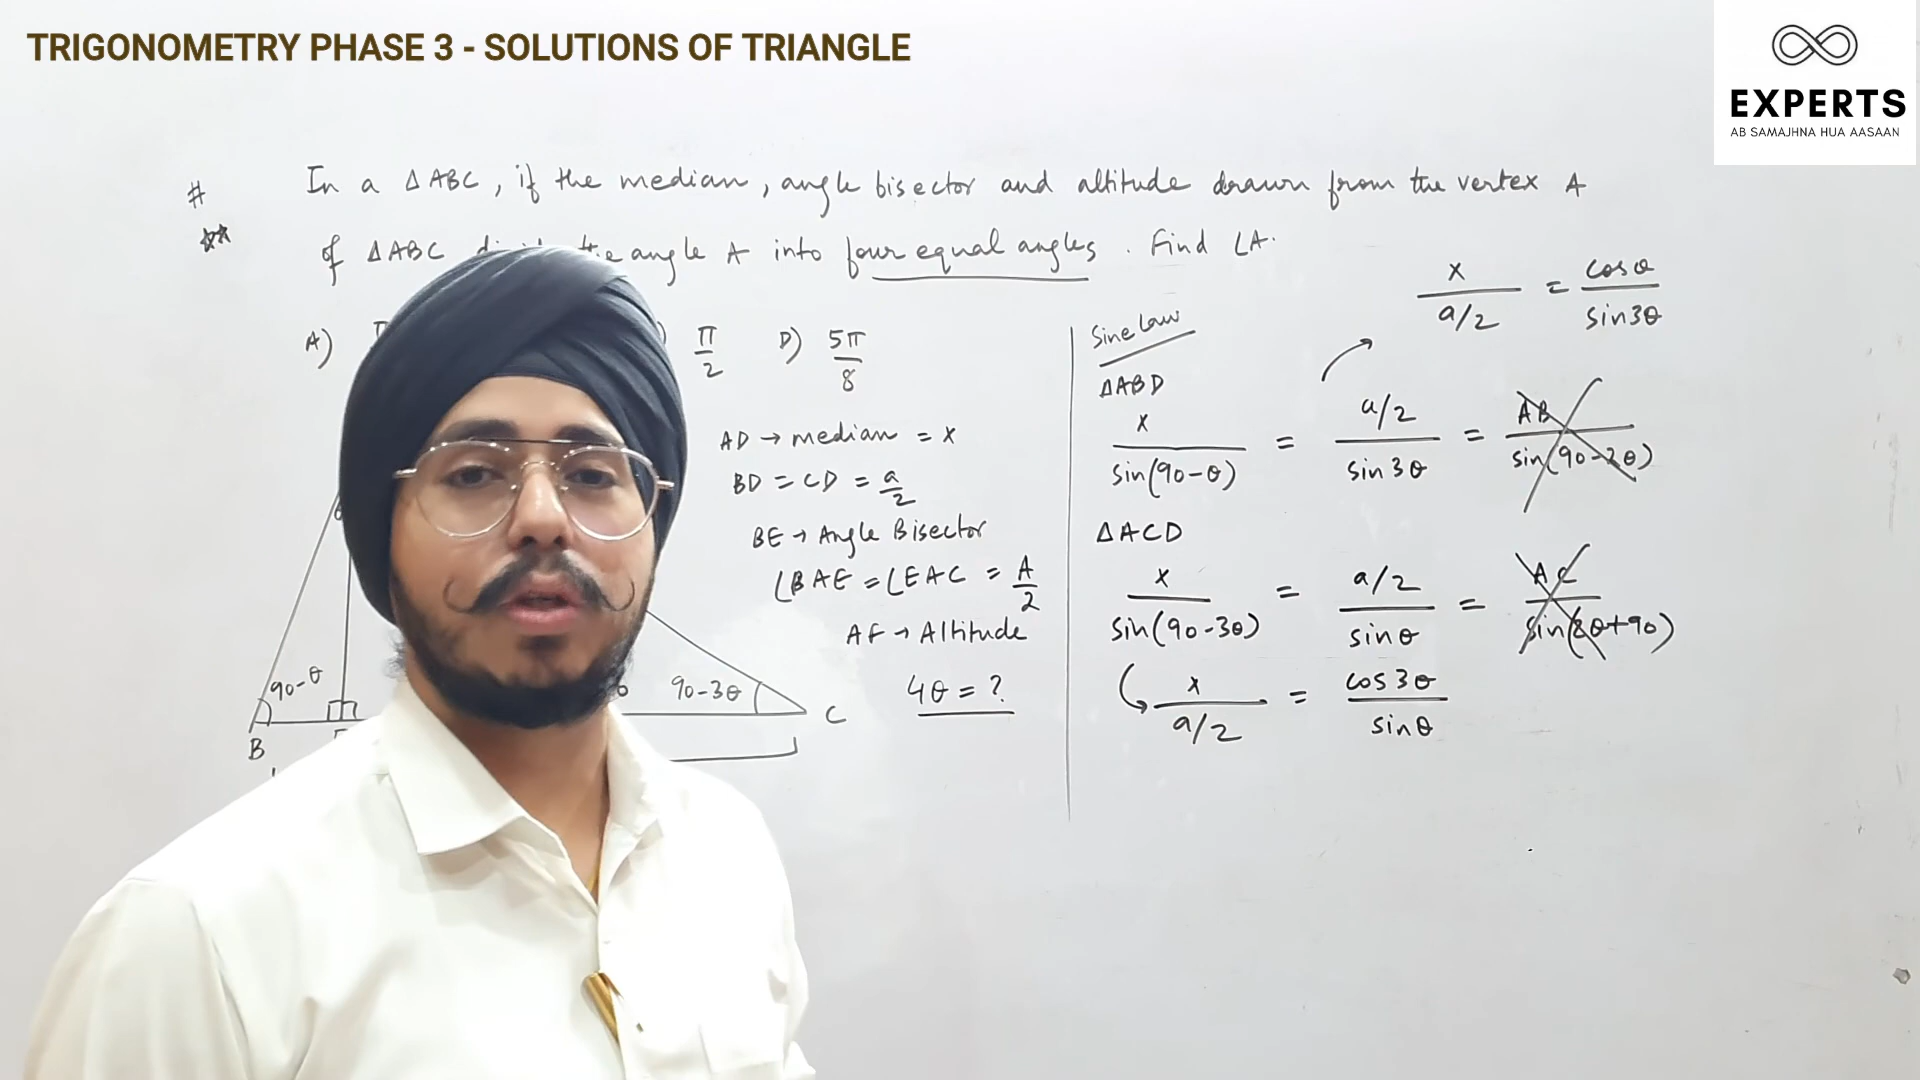 TRIGONOMETRY PHASE 3 - SOLUTIONS OF TRIANGLE
EXPERTS
AB SAMAJHNA HUA AASAAN
# In a Δ ABC, if the median, angle bisector and altitude drawn from the vertex A
of Δ ABC angle A into four equal angles. Find ∠A.
A) π/2 D) 5π/8
AD → median = x
BD = CD = a/2
BE → Angle Bisector
∠BAE = ∠EAC = A/2
AF → Altitude
4θ = ?
90-θ
90-3θ
B
C
Sine Law
x/(a/2) = cosθ/sin3θ
ΔABD
x/sin(90-θ) = (a/2)/sin3θ = AB/sin(90-2θ)
ΔACD
x/sin(90-3θ) = (a/2)/sinθ = AC/sin(2θ+90)
x/(a/2) = cos3θ/sinθ